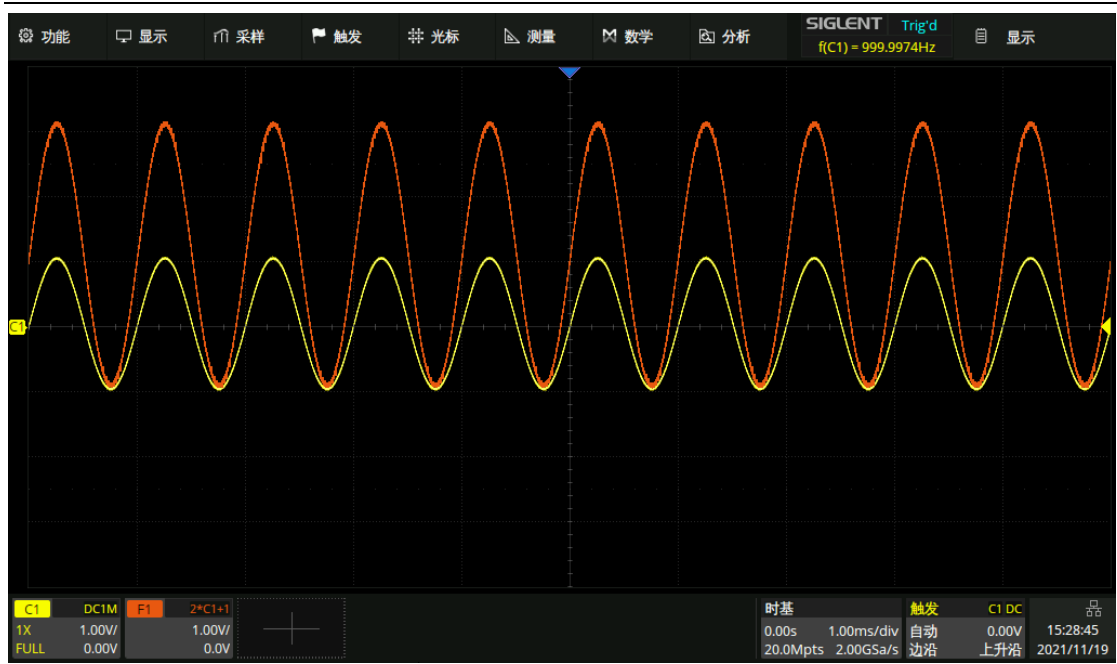 功能 显示 采样 触发 光标 测量 数学 分析 SIGLENT Trig'd 显示
f(C1) = 999.9974Hz
C1
C1 DC1M F1 2*C1+1 时基 触发 C1 DC
1X 1.00V/ 1.00V/ 0.00s 1.00ms/div 自动 0.00V 15:28:45
FULL 0.00V 0.0V 20.0Mpts 2.00GSa/s 边沿 上升沿 2021/11/19